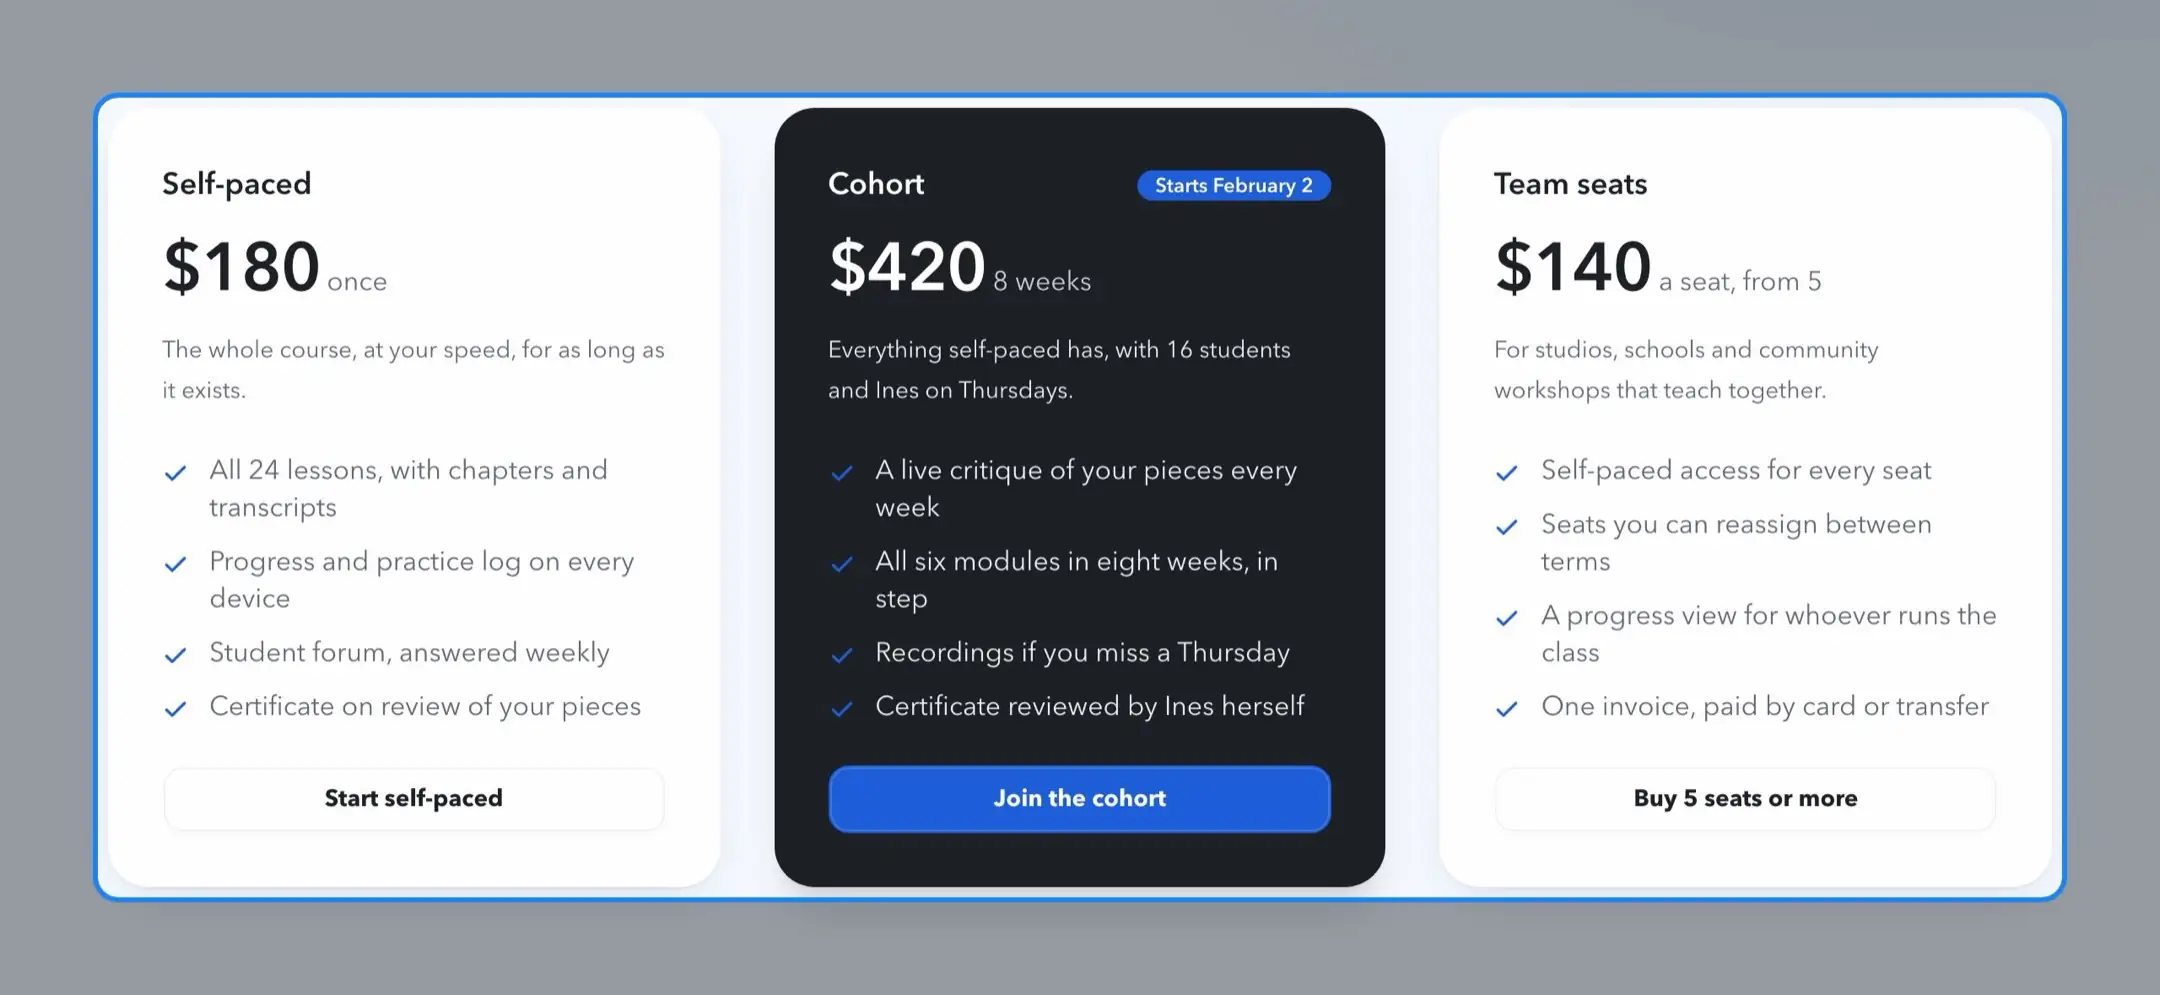 Self-paced
$180 once
The whole course, at your speed, for as long as
it exists.
All 24 lessons, with chapters and
transcripts
Progress and practice log on every
device
Student forum, answered weekly
Certificate on review of your pieces
Start self-paced
Cohort
Starts February 2
$420 8 weeks
Everything self-paced has, with 16 students
and Ines on Thursdays.
A live critique of your pieces every
week
All six modules in eight weeks, in
step
Recordings if you miss a Thursday
Certificate reviewed by Ines herself
Join the cohort
Team seats
$140 a seat, from 5
For studios, schools and community
workshops that teach together.
Self-paced access for every seat
Seats you can reassign between
terms
A progress view for whoever runs the
class
One invoice, paid by card or transfer
Buy 5 seats or more